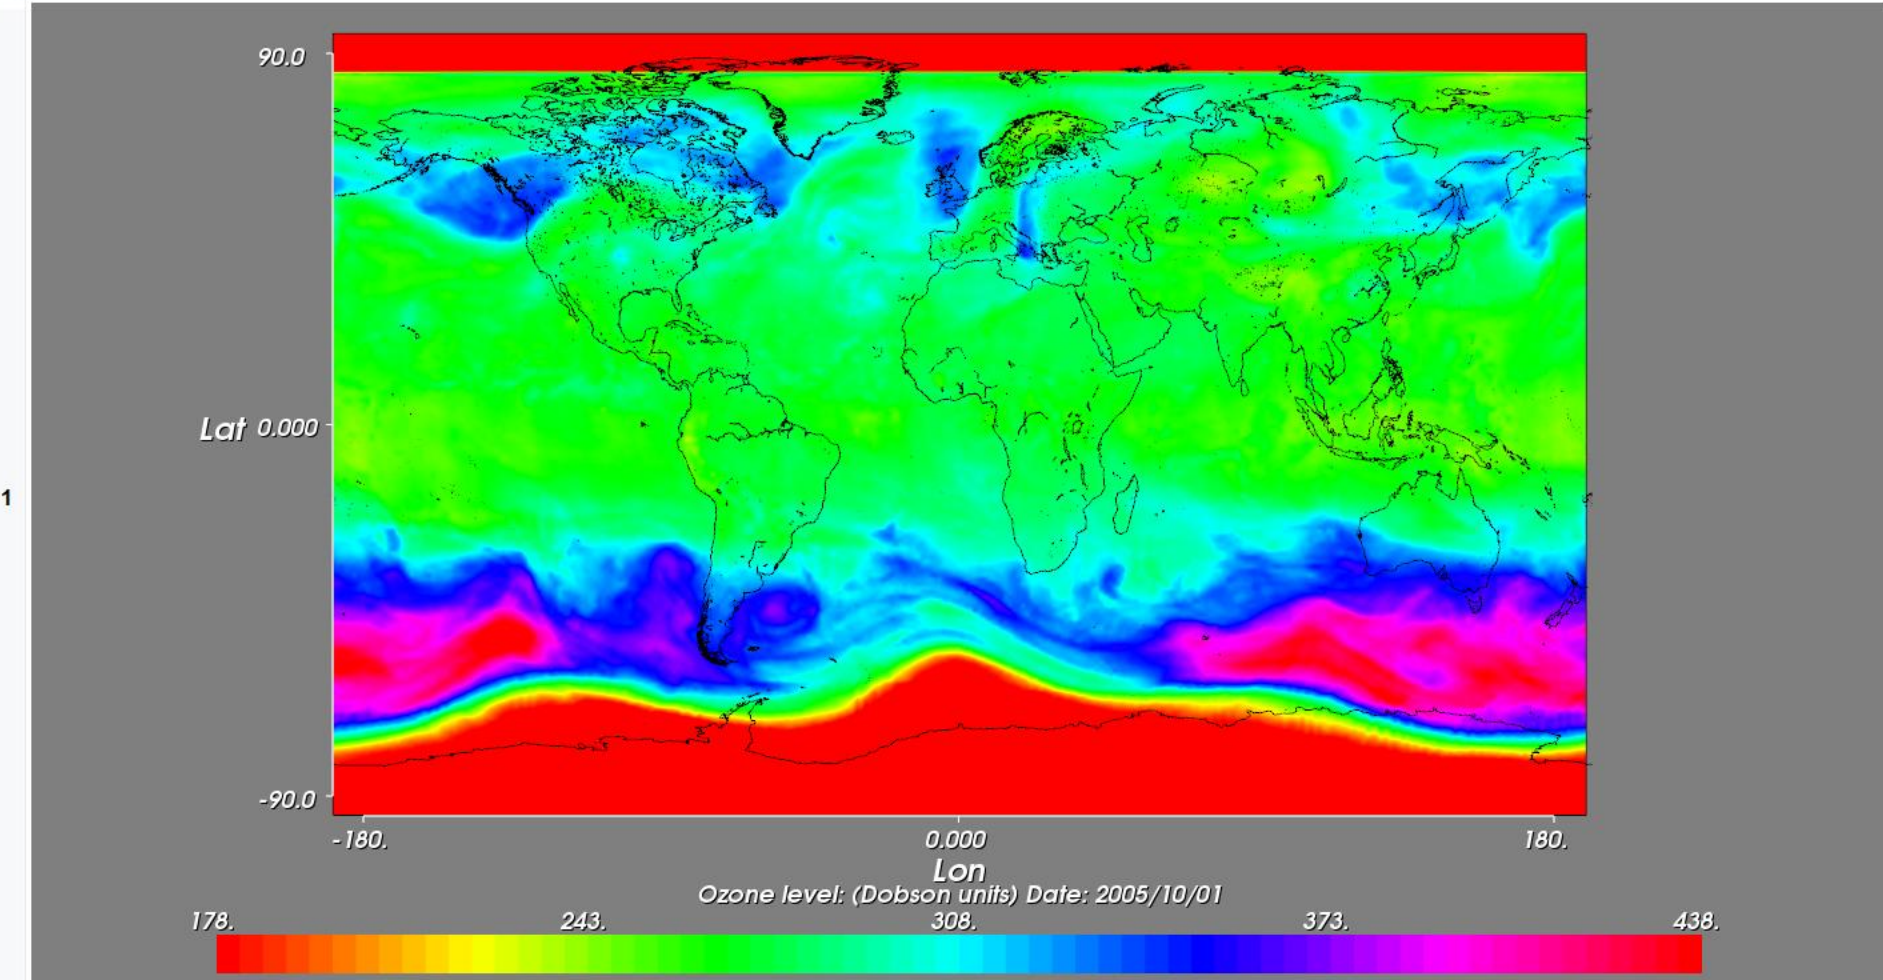 90.0
1
Lat 0.000
-90.0
-180. 0.000 180.
Lon
Ozone level: (Dobson units) Date: 2005/10/01
178. 243. 308. 373. 438.